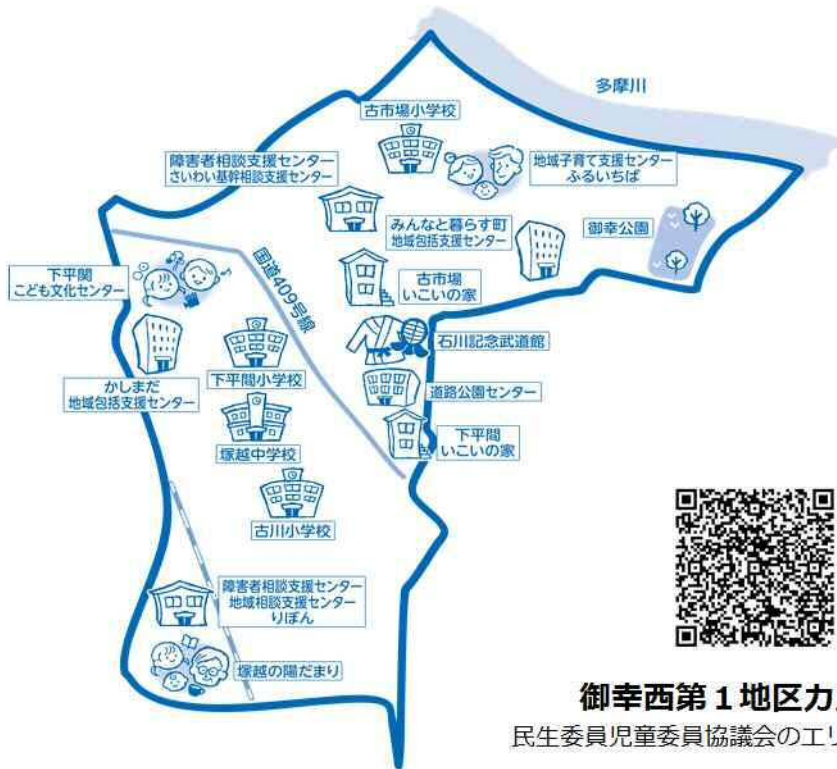 多摩川
古市場小学校
障害者相談支援センター
さいわい基幹相談支援センター
地域子育て支援センター
ふるいちば
みんなと暮らす町
地域包括支援センター
御幸公園
下平間
こども文化センター
国道409号線
古市場
いこいの家
石川記念武道館
下平間小学校
かしまだ
地域包括支援センター
道路公園センター
塚越中学校
下平間
いこいの家
古川小学校
障害者相談支援センター
地域相談支援センター
りぼん
塚越の陽だまり
御幸西第1地区カ
民生委員児童委員協議会のエリ